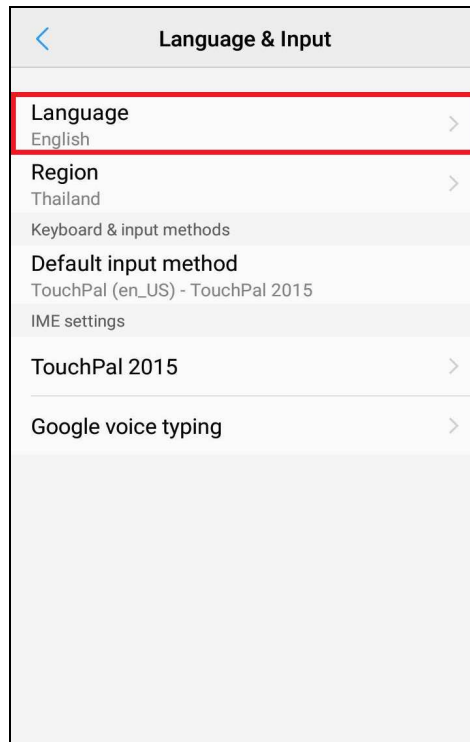 Language & Input
Language
English
Region
Thailand
Keyboard & input methods
Default input method
TouchPal (en_US) - TouchPal 2015
IME settings
TouchPal 2015
Google voice typing